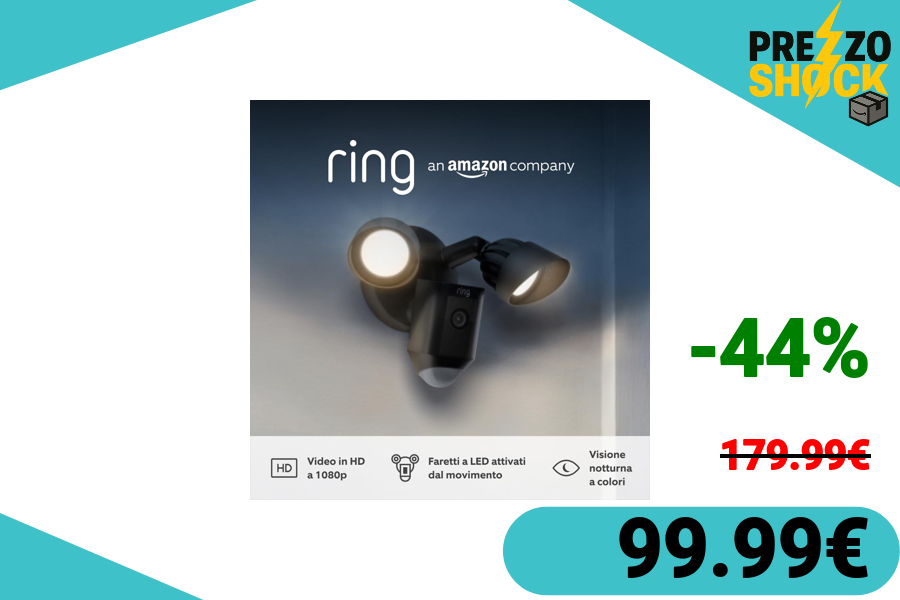 PREZZO
SHOCK
ring an amazon company
ring
HD
Video in HD
a 1080p
Faretti a LED attivati
dal movimento
Visione
notturna
a colori
-44%
179.99€
99.99€